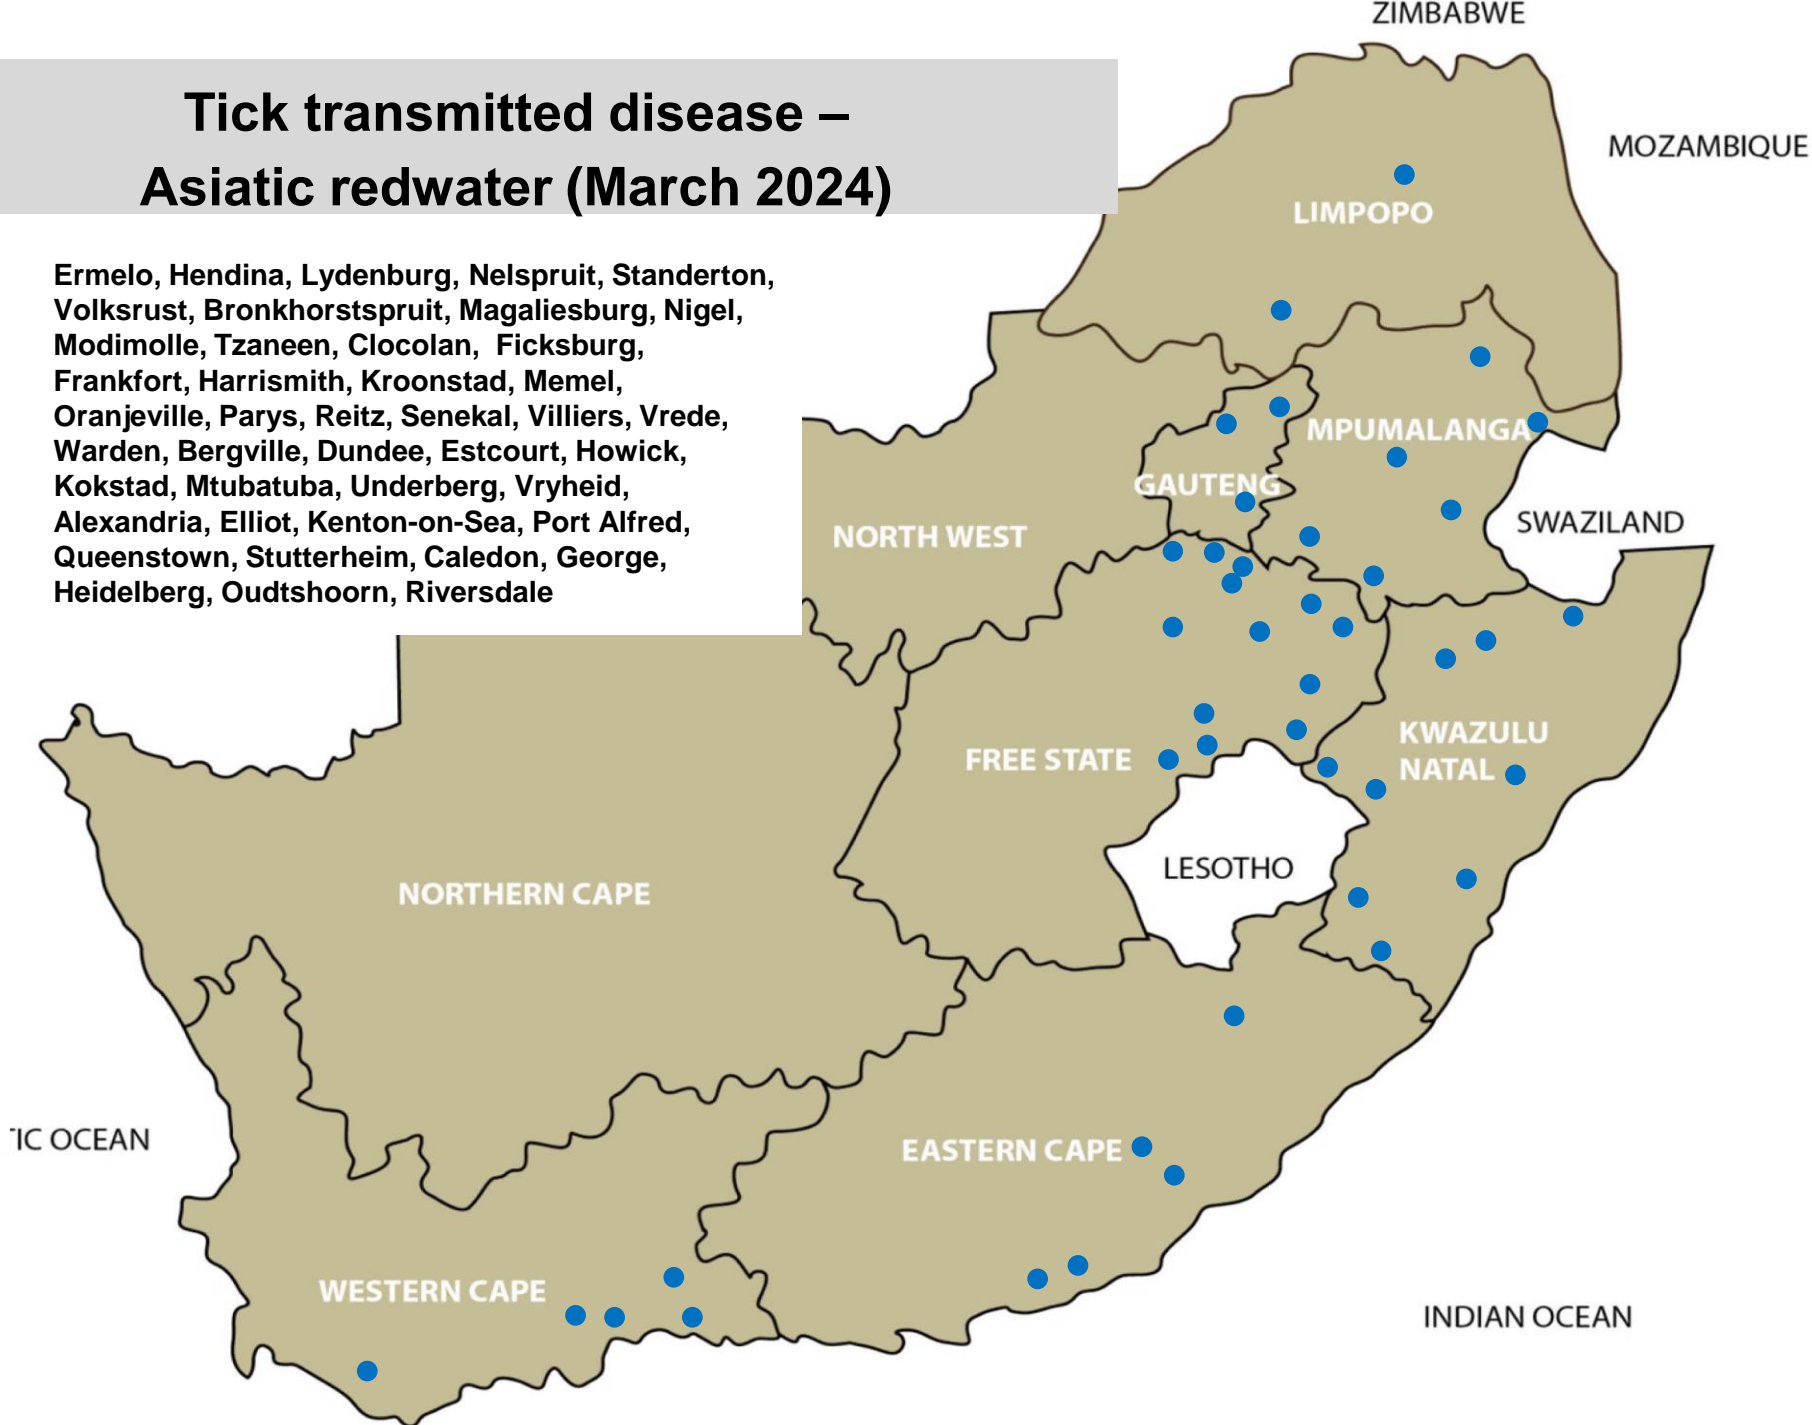 ZIMBABWE
Tick transmitted disease –
Asiatic redwater (March 2024)
MOZAMBIQUE
LIMPOPO
Ermelo, Hendina, Lydenburg, Nelspruit, Standerton,
Volksrust, Bronkhorstspruit, Magaliesburg, Nigel,
Modimolle, Tzaneen, Clocolan, Ficksburg,
Frankfort, Harrismith, Kroonstad, Memel,
Oranjeville, Parys, Reitz, Senekal, Villiers, Vrede,
Warden, Bergville, Dundee, Estcourt, Howick,
Kokstad, Mtubatuba, Underberg, Vryheid,
Alexandria, Elliot, Kenton-on-Sea, Port Alfred,
Queenstown, Stutterheim, Caledon, George,
Heidelberg, Oudtshoorn, Riversdale
MPUMALANGA
GAUTENG
SWAZILAND
NORTH WEST
KWAZULU
NATAL
FREE STATE
LESOTHO
NORTHERN CAPE
TIC OCEAN
EASTERN CAPE
WESTERN CAPE
INDIAN OCEAN